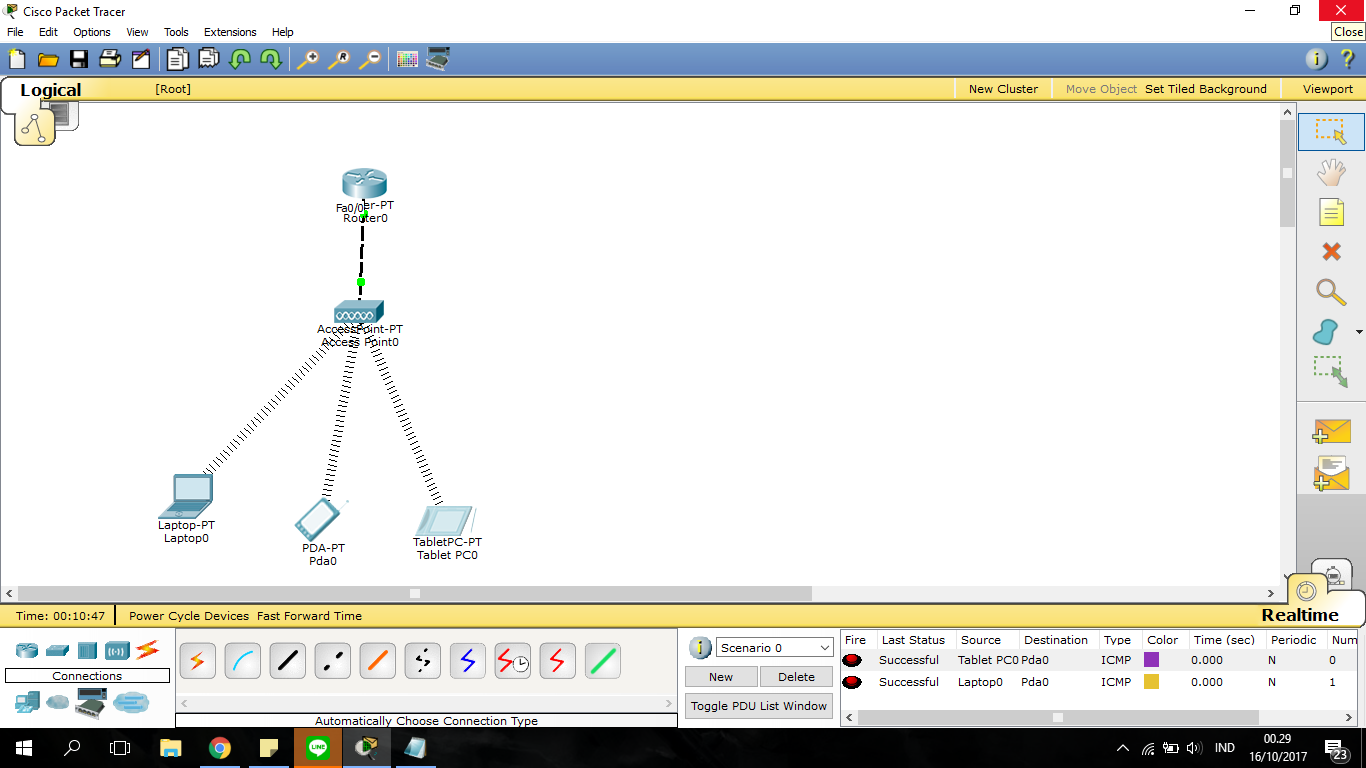 Cisco Packet Tracer
File Edit Options View Tools Extensions Help
Close
Logical [Root] New Cluster Move Object Set Tiled Background Viewport
Fa0/0 er-PT
Router0
AccessPoint-PT
Access Point0
Laptop-PT
Laptop0
PDA-PT
Pda0
TabletPC-PT
Tablet PC0
Time: 00:10:47 Power Cycle Devices Fast Forward Time Realtime
Connections
Automatically Choose Connection Type
Scenario 0
New Delete
Toggle PDU List Window
Fire Last Status Source Destination Type Color Time (sec) Periodic Num
Successful Tablet PC0 Pda0 ICMP 0.000 N 0
Successful Laptop0 Pda0 ICMP 0.000 N 1
LINE
IND
00.29
16/10/2017
23